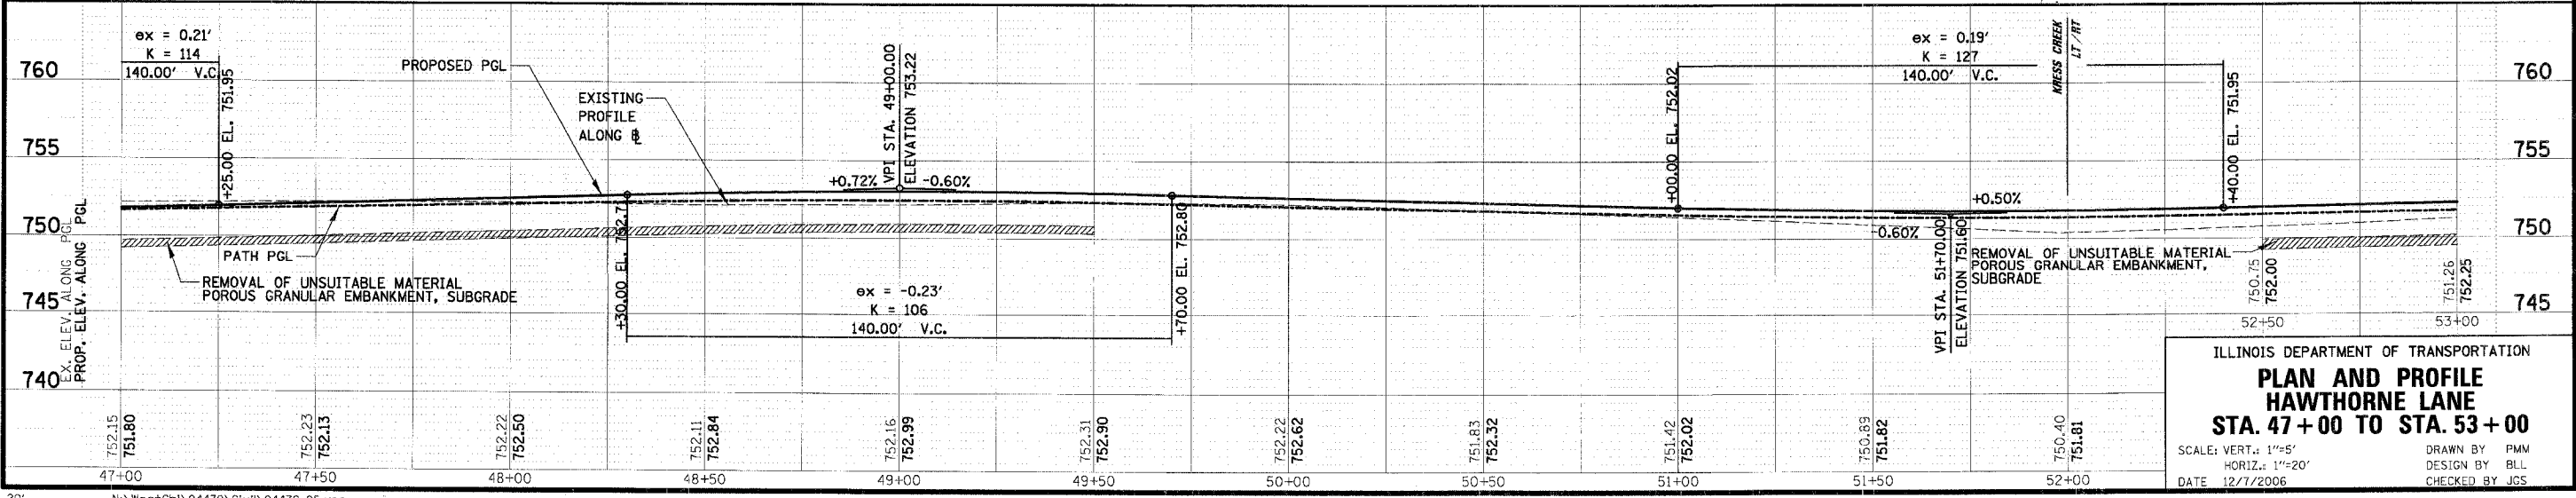 ex = 0.21'
K = 114
140.00' V.C.
+25.00 EL. 751.95
PROPOSED PGL
EXISTING
PROFILE
ALONG ℄
VPI STA. 49+00.00
ELEVATION 753.22
+0.72%
-0.60%
ex = 0.19'
K = 127
140.00' V.C.
+00.00 EL. 752.02
KRESS CREEK
LT/RT
+40.00 EL. 751.95
760
755
750
745
740
760
755
750
745
EX. ELEV. ALONG PGL
PROP. ELEV. ALONG PGL
PATH PGL
REMOVAL OF UNSUITABLE MATERIAL
POROUS GRANULAR EMBANKMENT, SUBGRADE
+30.00 EL. 752.7
ex = -0.23'
K = 106
140.00' V.C.
+70.00 EL. 752.80
-0.60%
+0.50%
VPI STA. 51+70.00
ELEVATION 751.60
REMOVAL OF UNSUITABLE MATERIAL
POROUS GRANULAR EMBANKMENT,
SUBGRADE
750.75
752.00
751.26
752.25
52+50
53+00
752.15
751.80
752.23
752.13
752.22
752.50
752.11
752.84
752.16
752.99
752.31
752.90
752.22
752.62
751.83
752.32
751.42
752.02
750.89
751.82
750.40
751.81
47+00
47+50
48+00
48+50
49+00
49+50
50+00
50+50
51+00
51+50
52+00
ILLINOIS DEPARTMENT OF TRANSPORTATION
PLAN AND PROFILE
HAWTHORNE LANE
STA. 47+00 TO STA. 53+00
SCALE: VERT.: 1"=5'
HORIZ.: 1"=20'
DATE 12/7/2006
DRAWN BY PMM
DESIGN BY BLL
CHECKED BY JGS